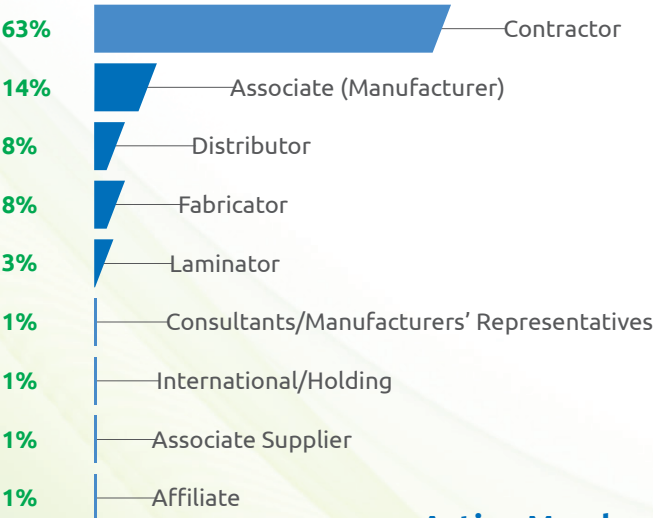 63% Contractor
14% Associate (Manufacturer)
8% Distributor
8% Fabricator
3% Laminator
1% Consultants/Manufacturers’ Representatives
1% International/Holding
1% Associate Supplier
1% Affiliate